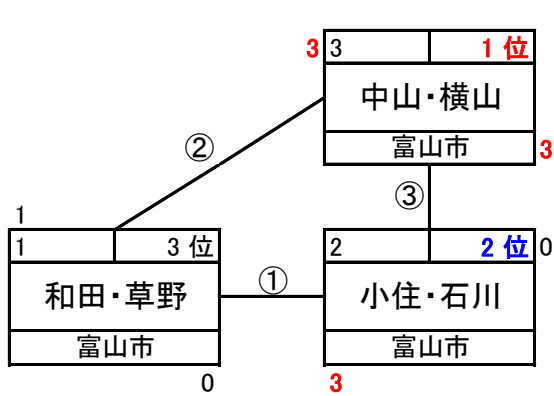 3 3 1 位
中山・横山
富山市 3
②
③
1
1 3 位
和田・草野
富山市
0
①
2 2 位 0
小住・石川
富山市
3